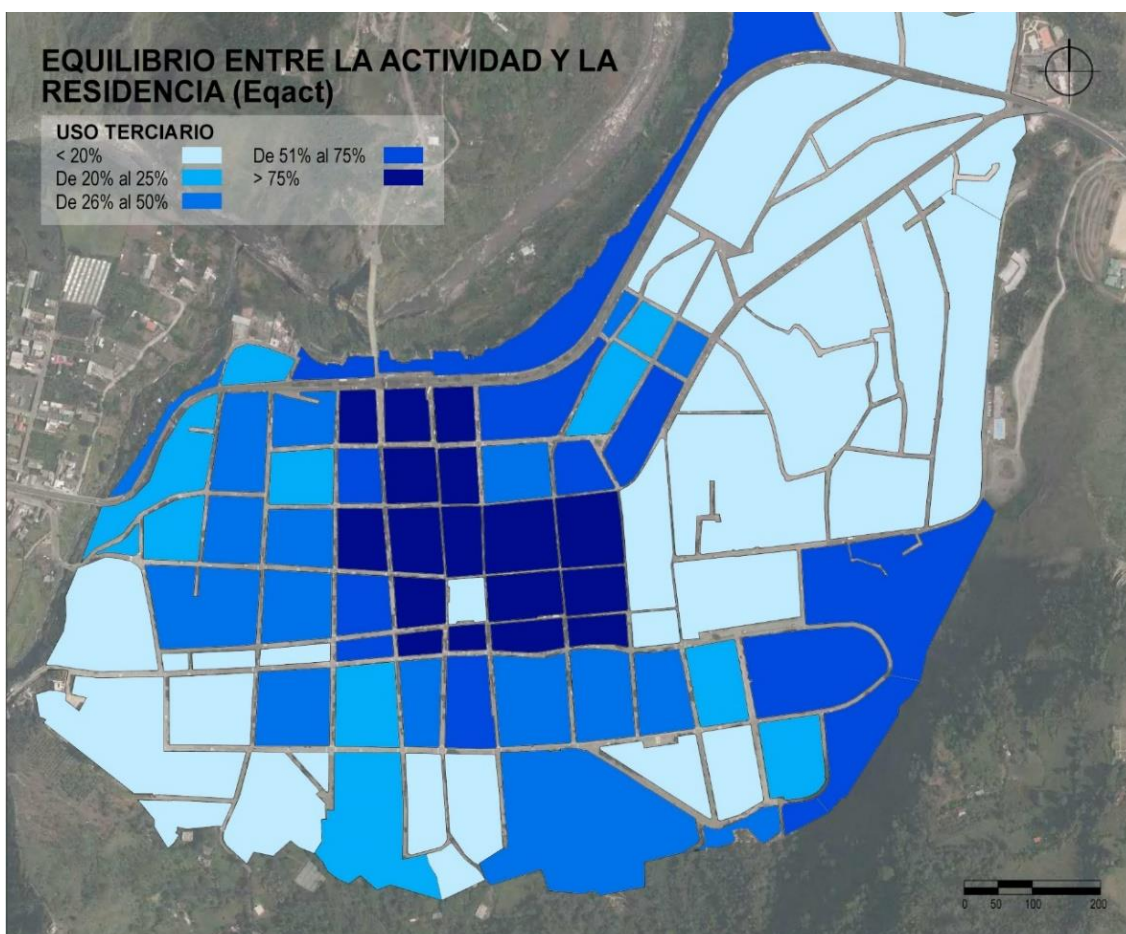 EQUILIBRIO ENTRE LA ACTIVIDAD Y LA
RESIDENCIA (Eqact)
USO TERCIARIO
< 20%
De 20% al 25%
De 26% al 50%
De 51% al 75%
> 75%
0 50 100 200